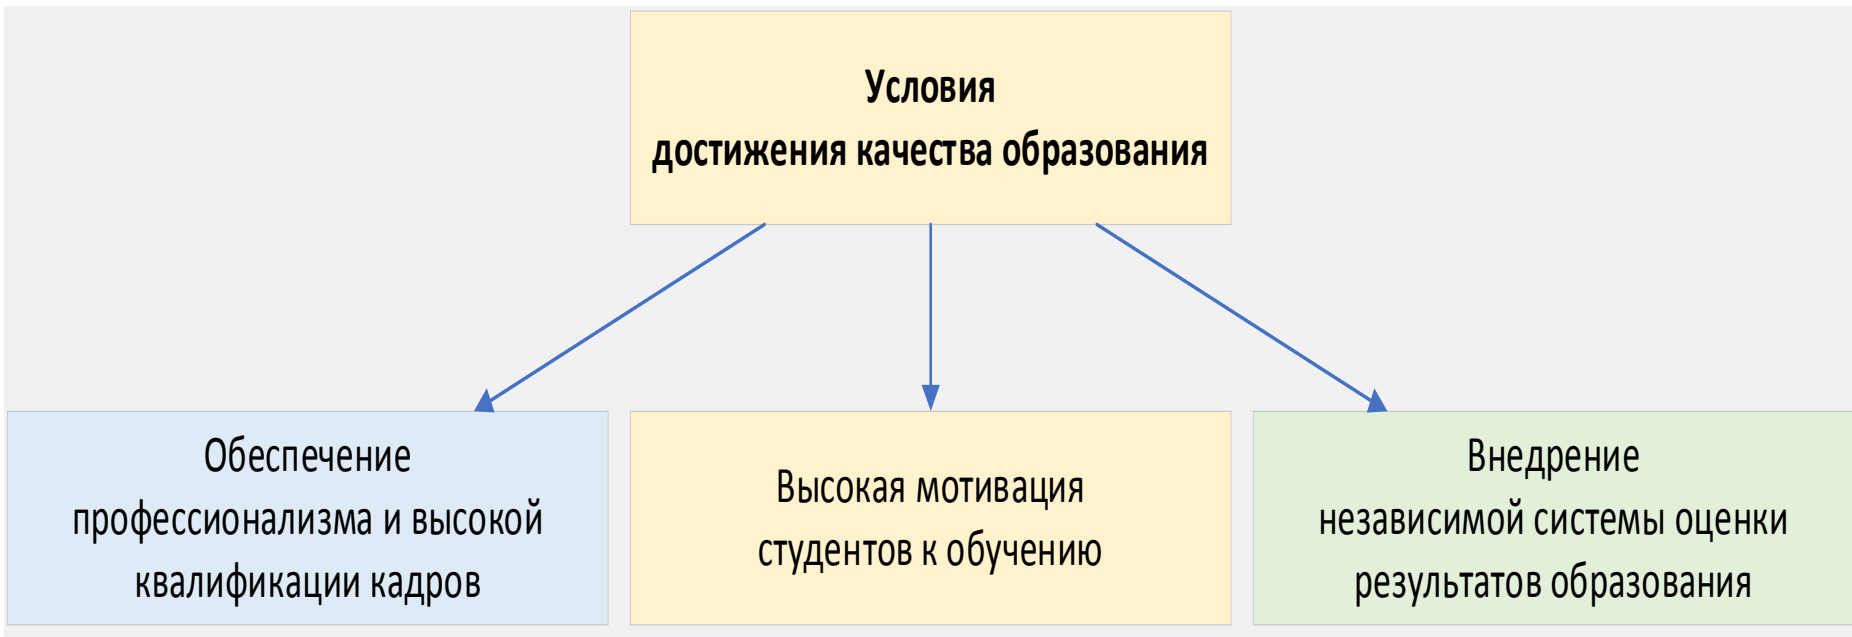 Условия
достижения качества образования
Обеспечение
профессионализма и высокой
квалификации кадров
Высокая мотивация
студентов к обучению
Внедрение
независимой системы оценки
результатов образования